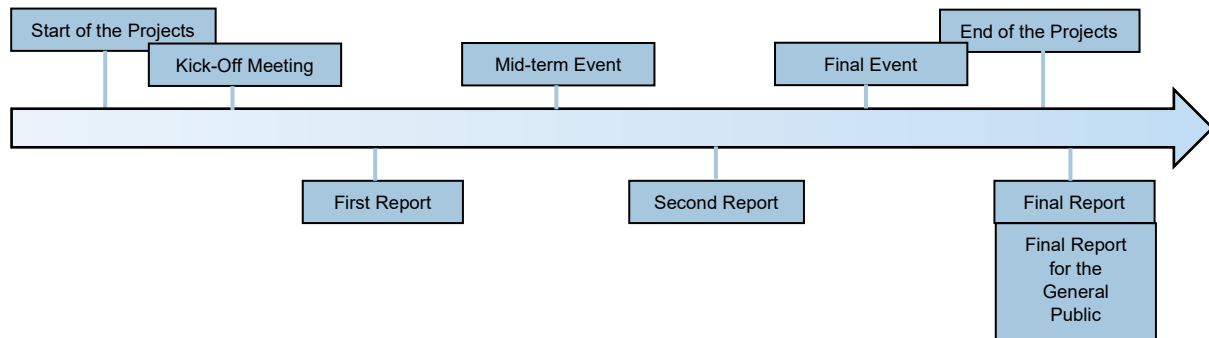 Start of the Projects
End of the Projects
Kick-Off Meeting
Mid-term Event
Final Event
First Report
Second Report
Final Report
Final Report
for the
General
Public